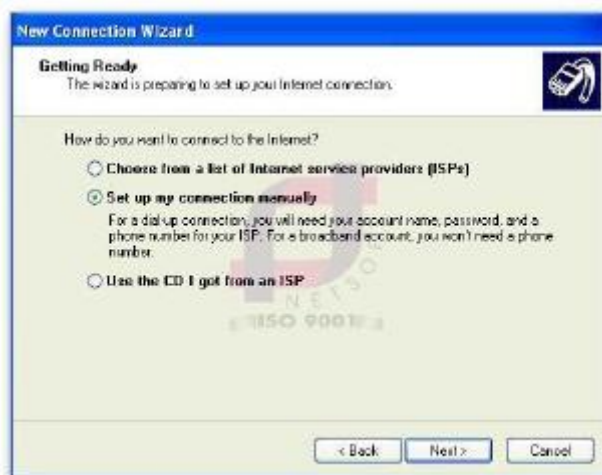 New Connection Wizard
Getting Ready
The wizard is preparing to set up your Internet connection.
How do you want to connect to the Internet?
Choose from a list of Internet service providers (ISPs)
Set up my connection manually
For a dial-up connection, you will need your account name, password, and a
phone number for your ISP. For a broadband account, you won't need a phone
number.
Use the CD I got from an ISP
ISO 9001
< Back
Next >
Cancel